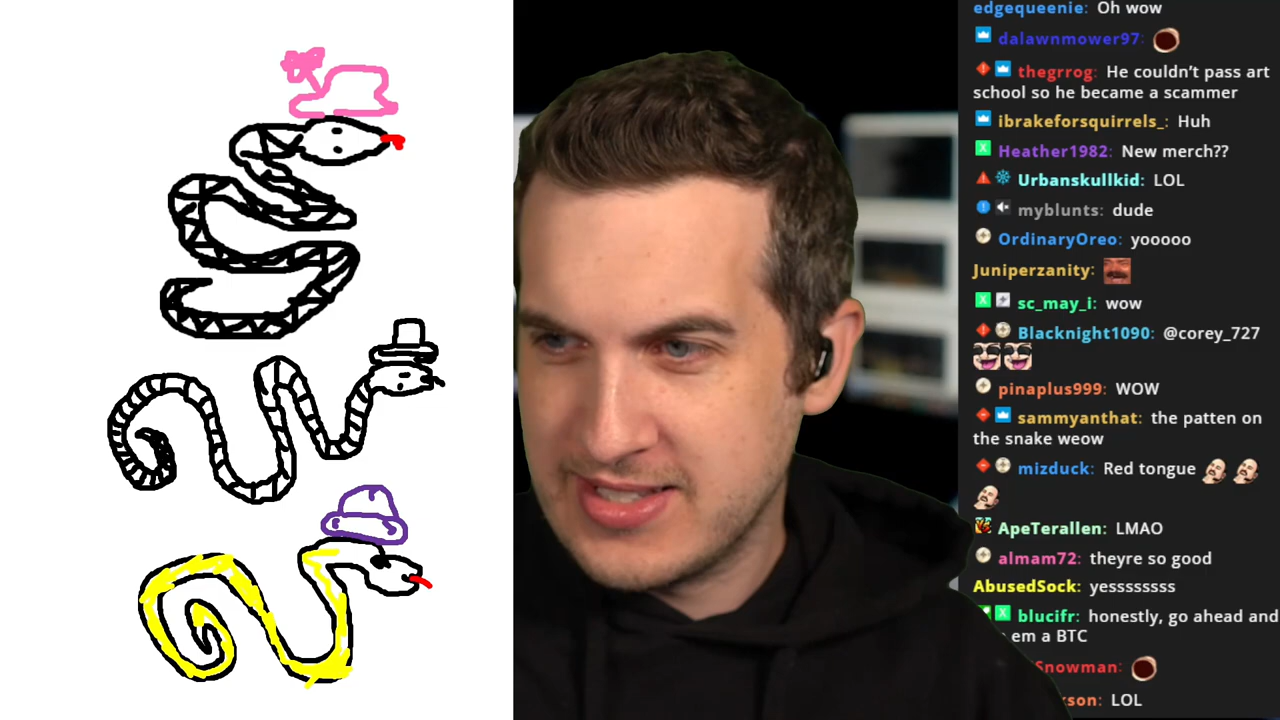 edgequeenie: Oh wow
dalawnmower97:
thegrrog: He couldn't pass art
school so he became a scammer
ibrakeforsquirrels_: Huh
Heather1982: New merch??
Urbanskullkid: LOL
myblunts: dude
OrdinaryOreo: yooooo
Juniperzanity:
sc_may_i: wow
Blacknight1090: @corey_727
pinaplus999: WOW
sammyanthat: the patten on
the snake weow
mizduck: Red tongue
ApeTerallen: LMAO
almam72: theyre so good
AbusedSock: yessssssss
blucifr: honestly, go ahead and
em a BTC
Snowman:
LOL